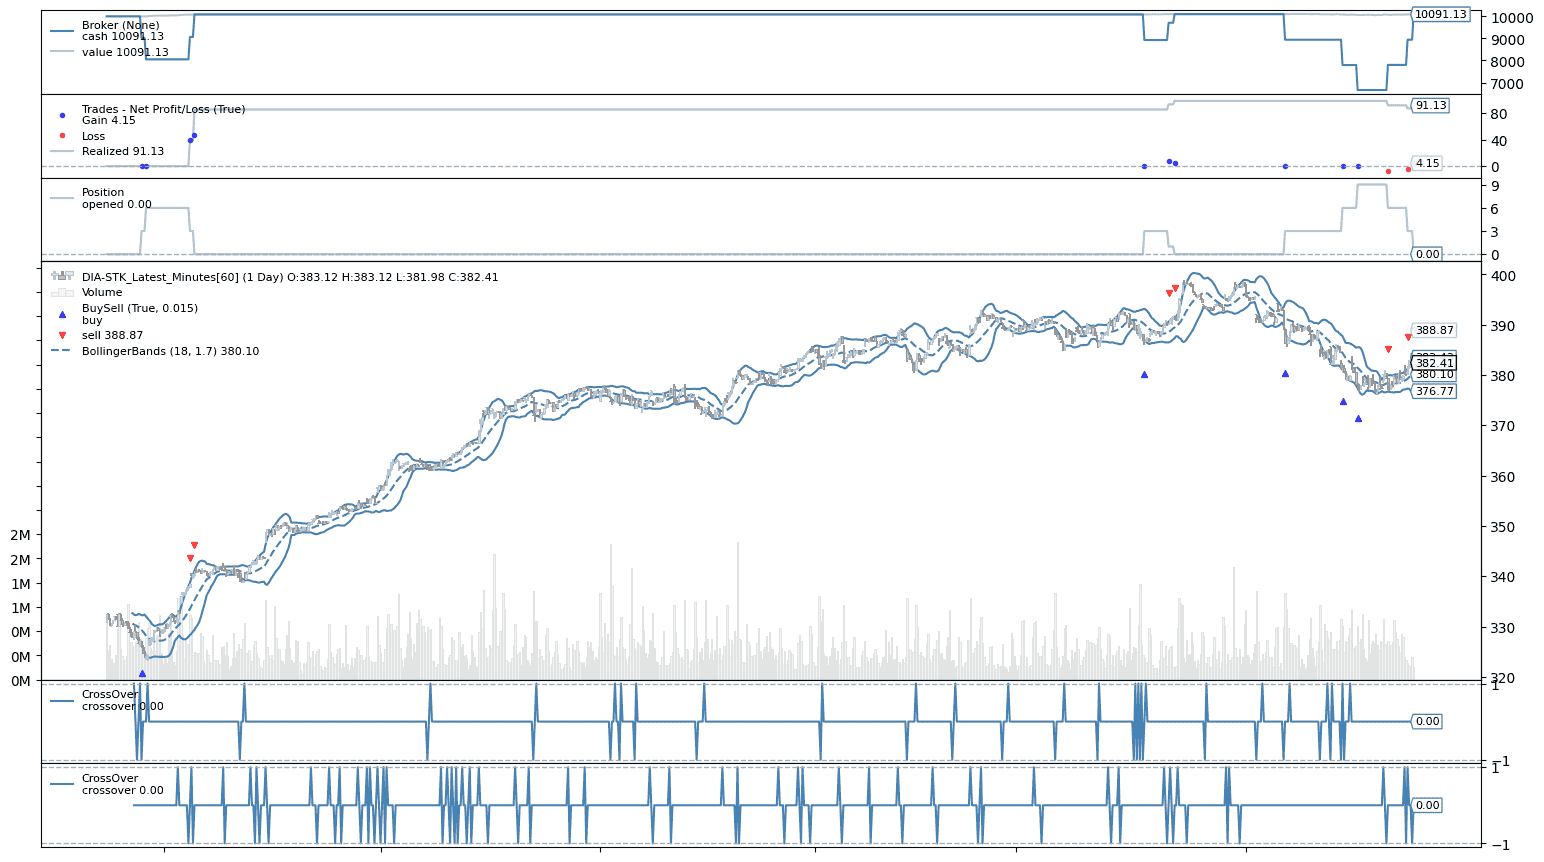 Broker (None)
cash 10091.13
value 10091.13
10091.13
10000
9000
8000
7000
Trades - Net Profit/Loss (True)
Gain 4.15
Loss
Realized 91.13
91.13
4.15
80
40
0
Position
opened 0.00
0.00
9
6
3
0
DIA-STK_Latest_Minutes[60] (1 Day) O:383.12 H:383.12 L:381.98 C:382.41
Volume
BuySell (True, 0.015)
buy
sell 388.87
BollingerBands (18, 1.7) 380.10
388.87
382.41
380.10
376.77
400
390
380
370
360
350
340
330
320
2M
2M
1M
1M
0M
0M
0M
CrossOver
crossover 0.00
0.00
1
−1
CrossOver
crossover 0.00
0.00
1
−1